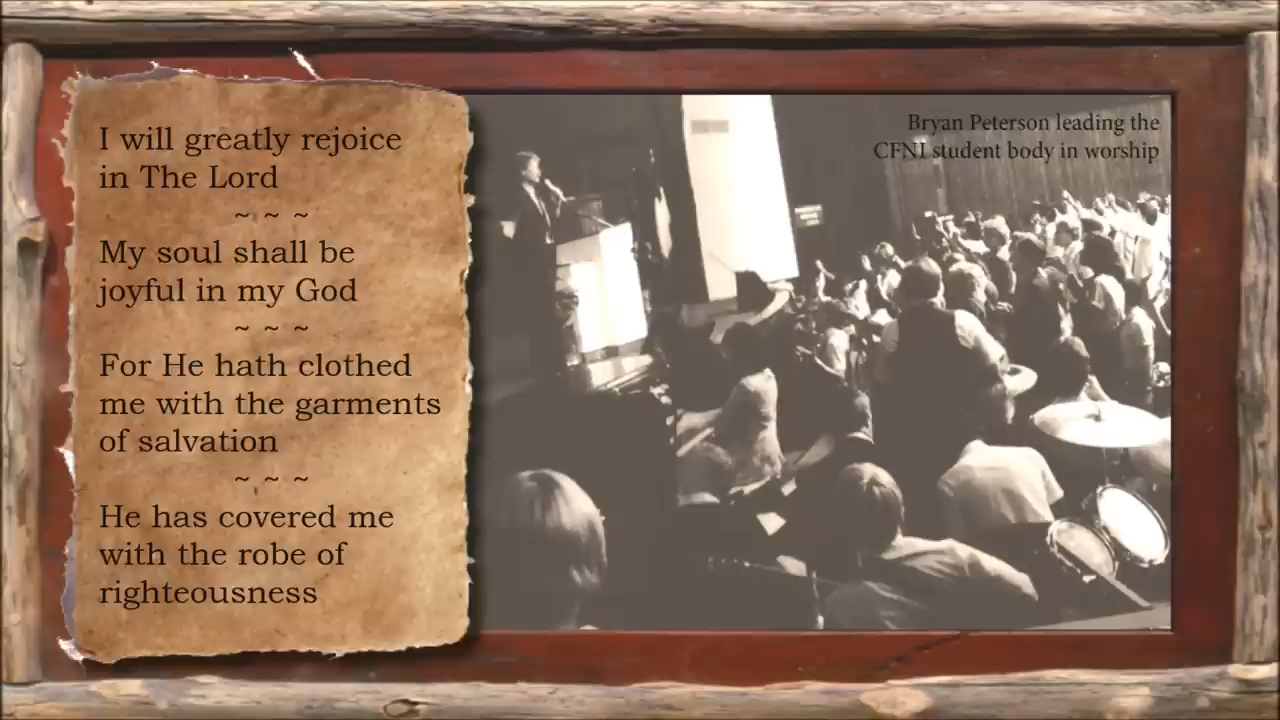 I will greatly rejoice
in The Lord
~ ~ ~
My soul shall be
joyful in my God
~ ~ ~
For He hath clothed
me with the garments
of salvation
~ ~ ~
He has covered me
with the robe of
righteousness
Bryan Peterson leading the
CFNI student body in worship